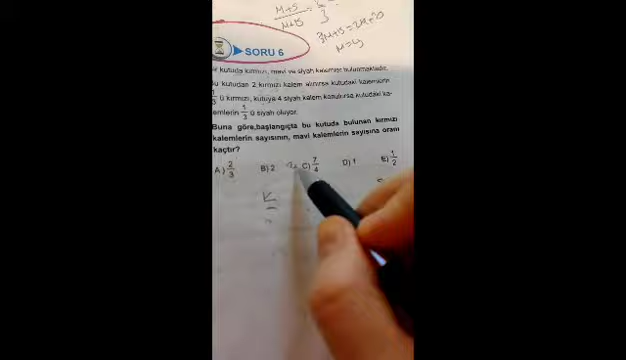 M+5
M+15
3
3M+15=2M+20
M=
SORU 6
kutuda kırmızı, mavi ve siyah kalemler bulunmaktadır.
Bu kutudan 2 kırmızı kalem alınırsa kutudaki kalemlerin
1/3 ü kırmızı, kutuya 4 siyah kalem konulursa kutudaki ka-
lemlerin 1/3 ü siyah oluyor.
Buna göre,başlangıçta bu kutuda bulunan kırmızı
kalemlerin sayısının, mavi kalemlerin sayısına oranı
kaçtır?
A) 2/3 B) 2 C) 7/4 D) 1 E) 1/2
K